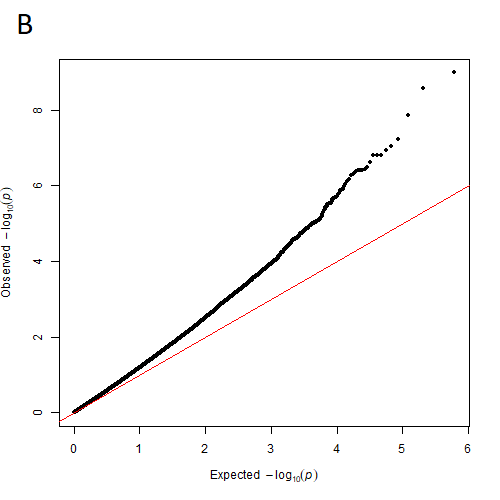 B
8
6
4
2
0
Observed −log₁₀(p)
0 1 2 3 4 5 6
Expected −log₁₀(p)